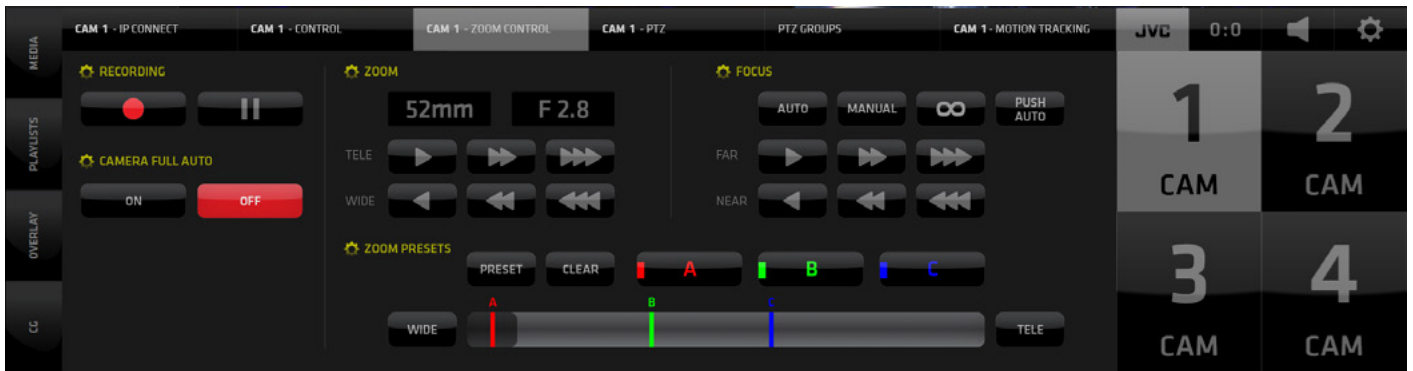 MEDIA
PLAYLISTS
OVERLAY
CG
CAM 1 - IP CONNECT
CAM 1 - CONTROL
CAM 1 - ZOOM CONTROL
CAM 1 - PTZ
PTZ GROUPS
CAM 1 - MOTION TRACKING
JVC
0:0
RECORDING
CAMERA FULL AUTO
ON
OFF
ZOOM
52mm
F 2.8
TELE
WIDE
FOCUS
AUTO
MANUAL
∞
PUSH
AUTO
FAR
NEAR
ZOOM PRESETS
PRESET
CLEAR
A
B
C
A
B
C
WIDE
TELE
1
CAM
2
CAM
3
CAM
4
CAM